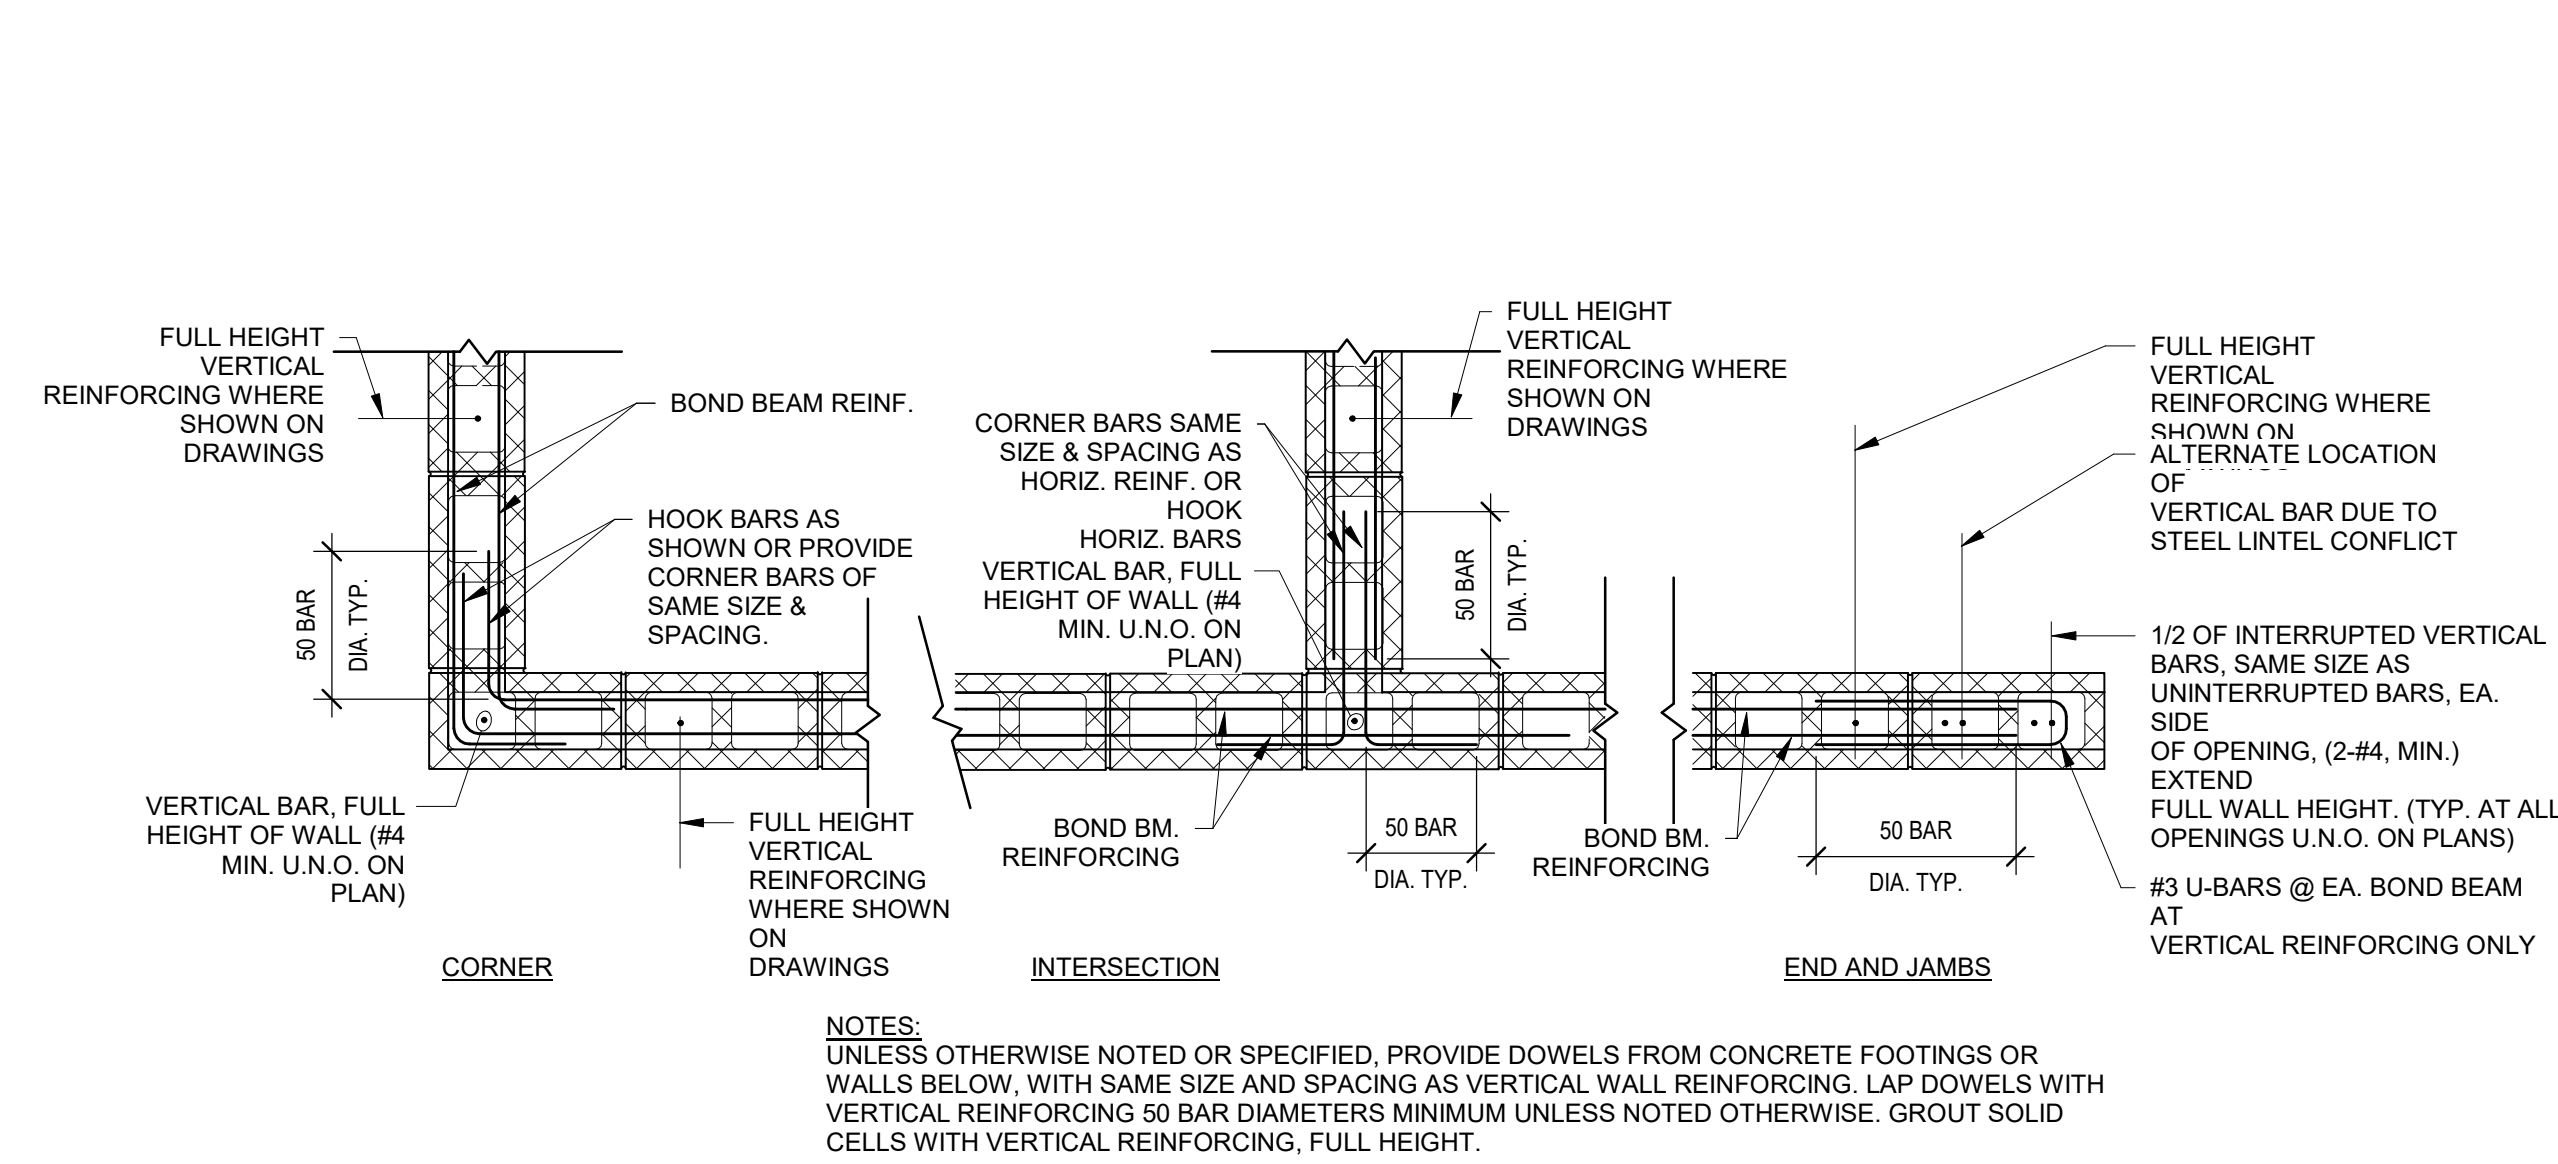 FULL HEIGHT
VERTICAL
REINFORCING WHERE
SHOWN ON
DRAWINGS
BOND BEAM REINF.
HOOK BARS AS
SHOWN OR PROVIDE
CORNER BARS OF
SAME SIZE &
SPACING.
50 BAR
DIA. TYP.
VERTICAL BAR, FULL
HEIGHT OF WALL (#4
MIN. U.N.O. ON
PLAN)
FULL HEIGHT
VERTICAL
REINFORCING
WHERE SHOWN
ON
DRAWINGS
CORNER
FULL HEIGHT
VERTICAL
REINFORCING WHERE
SHOWN ON
DRAWINGS
CORNER BARS SAME
SIZE & SPACING AS
HORIZ. REINF. OR
HOOK
HORIZ. BARS
VERTICAL BAR, FULL
HEIGHT OF WALL (#4
MIN. U.N.O. ON
PLAN)
50 BAR
DIA. TYP.
BOND BM.
REINFORCING
50 BAR
DIA. TYP.
INTERSECTION
FULL HEIGHT
VERTICAL
REINFORCING WHERE
SHOWN ON
ALTERNATE LOCATION
OF
VERTICAL BAR DUE TO
STEEL LINTEL CONFLICT
1/2 OF INTERRUPTED VERTICAL
BARS, SAME SIZE AS
UNINTERRUPTED BARS, EA.
SIDE
OF OPENING, (2-#4, MIN.)
EXTEND
FULL WALL HEIGHT. (TYP. AT ALL
OPENINGS U.N.O. ON PLANS)
#3 U-BARS @ EA. BOND BEAM
AT
VERTICAL REINFORCING ONLY
BOND BM.
REINFORCING
50 BAR
DIA. TYP.
END AND JAMBS
NOTES:
UNLESS OTHERWISE NOTED OR SPECIFIED, PROVIDE DOWELS FROM CONCRETE FOOTINGS OR
WALLS BELOW, WITH SAME SIZE AND SPACING AS VERTICAL WALL REINFORCING. LAP DOWELS WITH
VERTICAL REINFORCING 50 BAR DIAMETERS MINIMUM UNLESS NOTED OTHERWISE. GROUT SOLID
CELLS WITH VERTICAL REINFORCING, FULL HEIGHT.